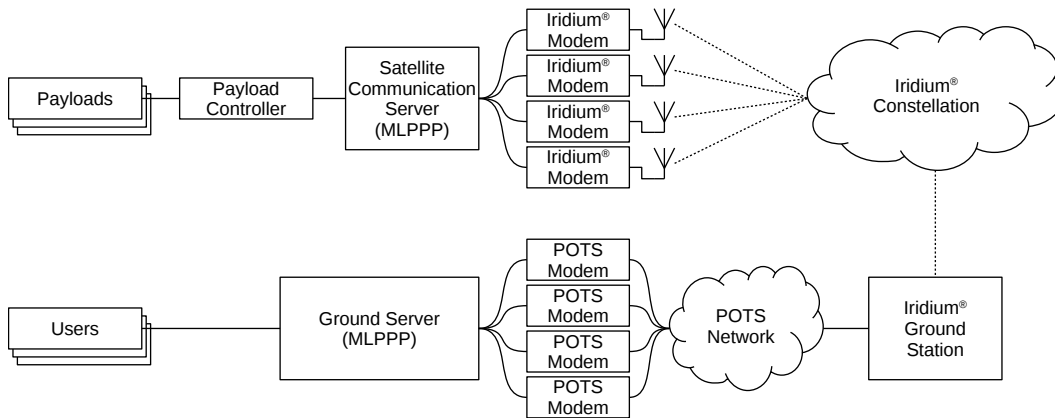 Payloads
Payload
Controller
Satellite
Communication
Server
(MLPPP)
Iridium®
Modem
Iridium®
Modem
Iridium®
Modem
Iridium®
Modem
Iridium®
Constellation
Users
Ground Server
(MLPPP)
POTS
Modem
POTS
Modem
POTS
Modem
POTS
Modem
POTS
Network
Iridium®
Ground
Station